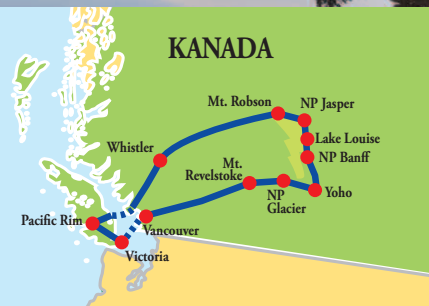 KANADA
Mt. Robson
NP Jasper
Lake Louise
NP Banff
Whistler
Mt.
Revelstoke
NP
Glacier
Yoho
Pacific Rim
Vancouver
Victoria